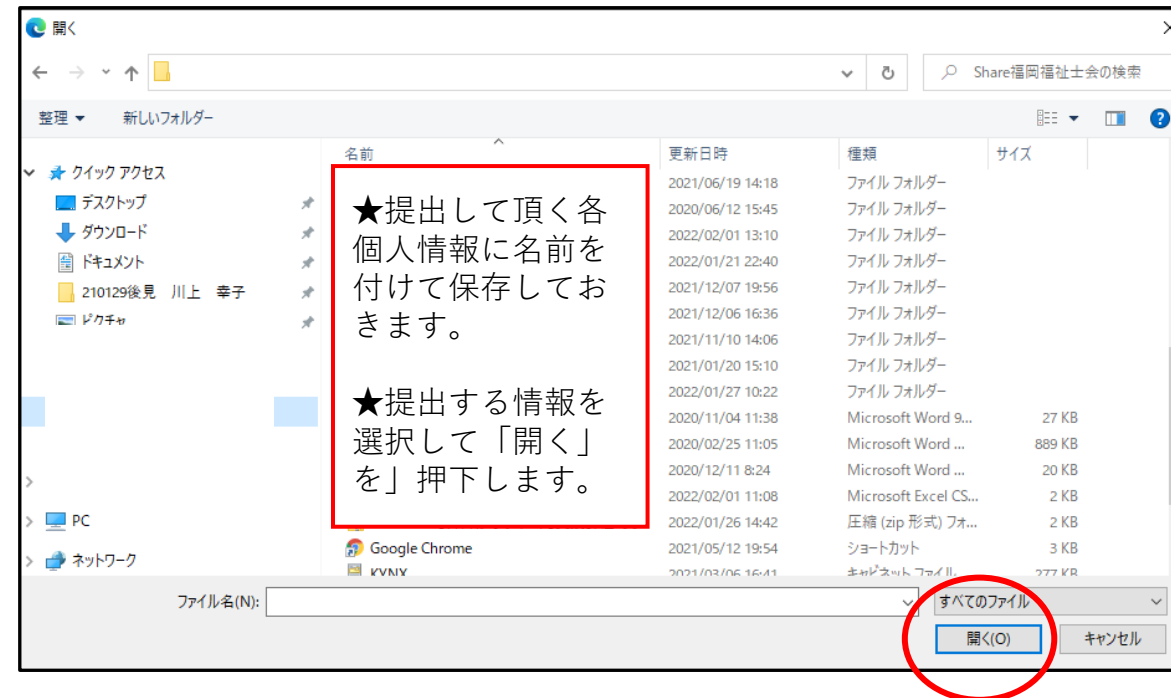 開く
Share福岡福祉士会の検索
整理 新しいフォルダー
名前 更新日時 種類 サイズ
クイック アクセス
デスクトップ
ダウンロード
ドキュメント
210129後見 川上 幸子
ピクチャ
PC
ネットワーク
★提出して頂く各
個人情報に名前を
付けて保存してお
きます。
★提出する情報を
選択して「開く」
を」押下します。
2021/06/19 14:18 ファイル フォルダー
2020/06/12 15:45 ファイル フォルダー
2022/02/01 13:10 ファイル フォルダー
2022/01/21 22:40 ファイル フォルダー
2021/12/07 19:56 ファイル フォルダー
2021/12/06 16:36 ファイル フォルダー
2021/11/10 14:06 ファイル フォルダー
2021/01/20 15:10 ファイル フォルダー
2022/01/27 10:22 ファイル フォルダー
2020/11/04 11:38 Microsoft Word 9... 27 KB
2020/02/25 11:05 Microsoft Word ... 889 KB
2020/12/11 8:24 Microsoft Word ... 20 KB
2022/02/01 11:08 Microsoft Excel CS... 2 KB
2022/01/26 14:42 圧縮 (zip 形式) フォ... 2 KB
Google Chrome 2021/05/12 19:54 ショートカット 3 KB
KYNX 2021/03/06 16:41 キャビネット ファイル 277 KB
ファイル名(N): すべてのファイル
開く(O) キャンセル